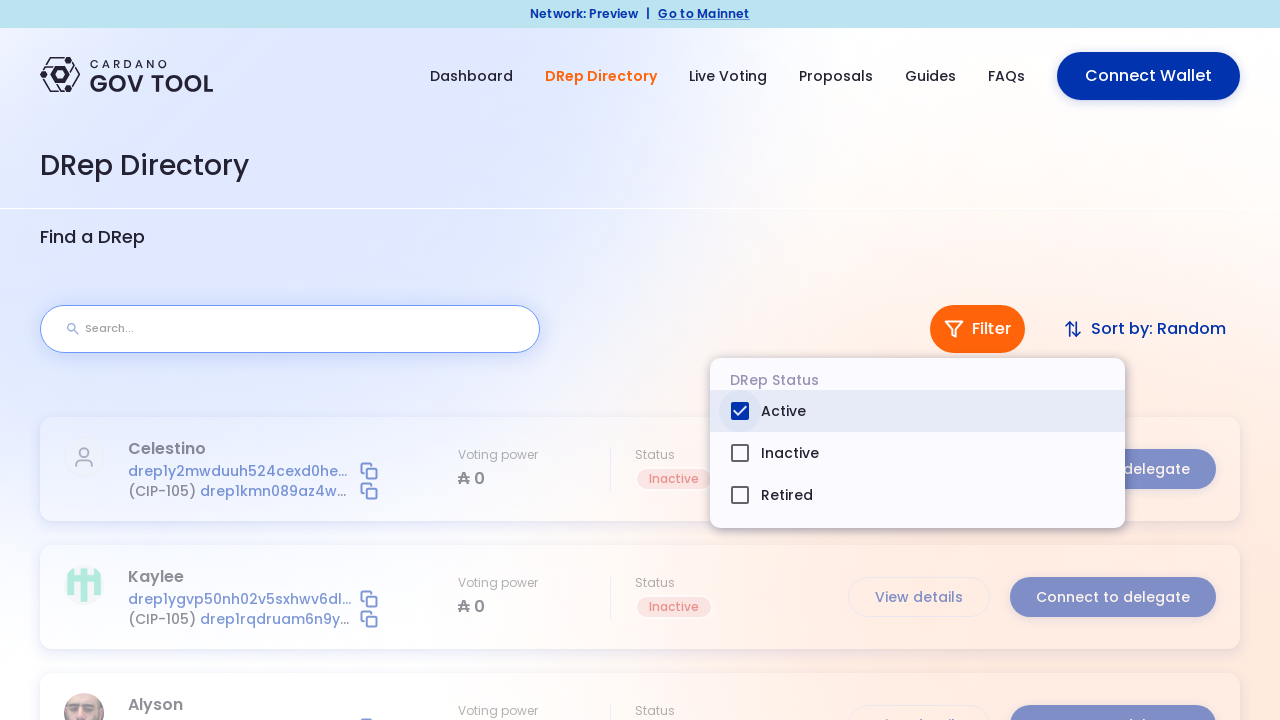 Network: Preview | Go to Mainnet
CARDANO
GOV TOOL
Dashboard DRep Directory Live Voting Proposals Guides FAQs Connect Wallet
DRep Directory
Find a DRep
Search...
Filter
Sort by: Random
DRep Status
Active
Inactive
Retired
Celestino
drep1y2mwduuh524cexd0he...
(CIP-105) drep1kmn089az4w...
Voting power
₳ 0
Status
Inactive
delegate
Kaylee
drep1ygvp50nh02v5sxhwv6dl...
(CIP-105) drep1rqdruam6n9y...
Voting power
₳ 0
Status
Inactive
View details
Connect to delegate
Alyson
Voting power
Status